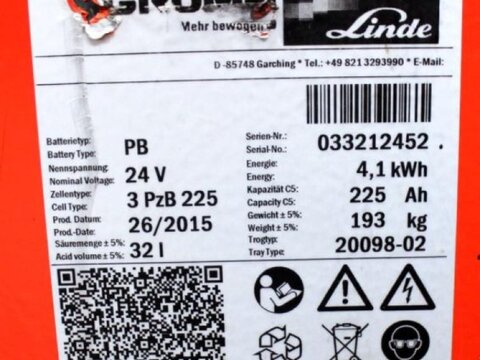 Mehr bewegen
Linde
D -85748 Garching * Tel.: +49 821 3293990 * E-Mail:
Batterietyp:
Battery Type: PB
Nennspannung:
Nominal Voltage: 24 V
Zellentype:
Cell Type: 3 PzB 225
Prod. Datum:
Prod.-Date: 26/2015
Säuremenge ± 5%:
Acid volume ± 5%: 32 l
Serien-Nr.:
Serial-No.: 033212452 .
Energie:
Energy: 4,1 kWh
Kapazität C5:
Capacity C5: 225 Ah
Gewicht ± 5%:
Weight ± 5%: 193 kg
Trogtyp:
Tray Type: 20098-02